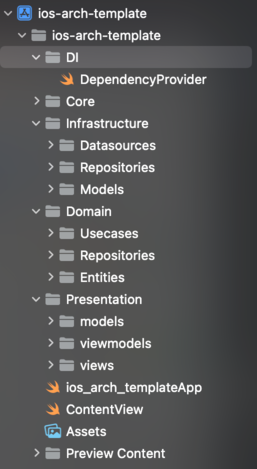 ios-arch-template
ios-arch-template
DI
DependencyProvider
Core
Infrastructure
Datasources
Repositories
Models
Domain
Usecases
Repositories
Entities
Presentation
models
viewmodels
views
ios_arch_templateApp
ContentView
Assets
Preview Content